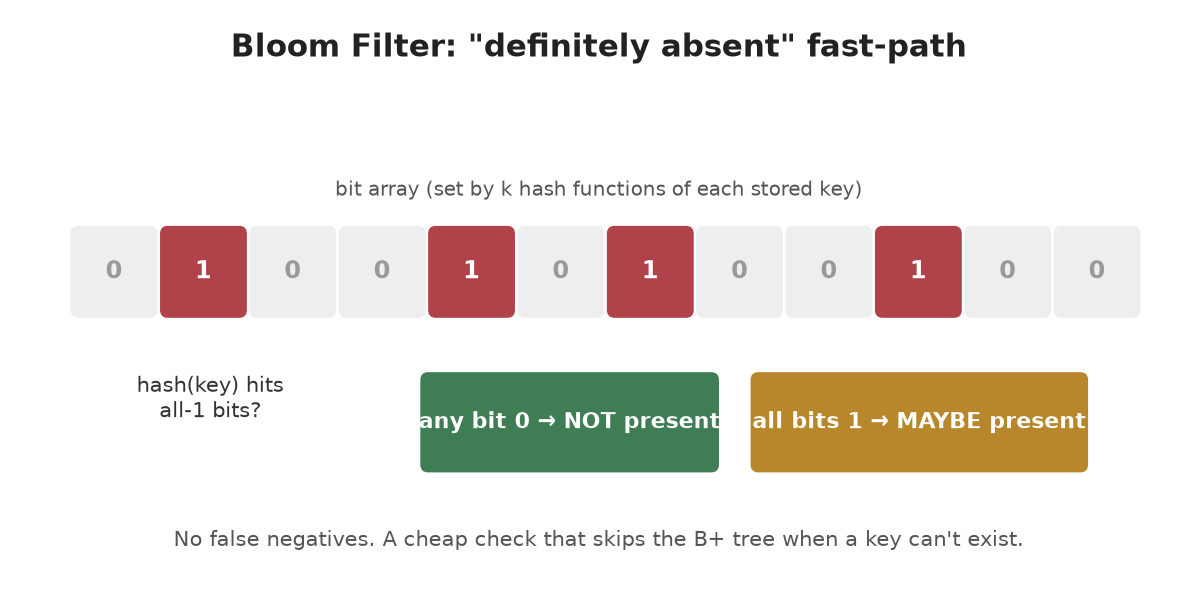 Bloom Filter: "definitely absent" fast-path
bit array (set by k hash functions of each stored key)
0 1 0 0 1 0 1 0 0 1 0 0
hash(key) hits
all-1 bits?
any bit 0 → NOT present
all bits 1 → MAYBE present
No false negatives. A cheap check that skips the B+ tree when a key can't exist.